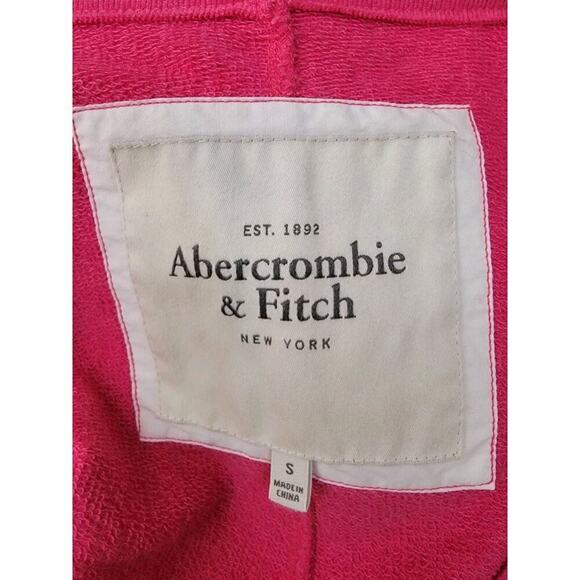 EST. 1892
Abercrombie
& Fitch
NEW YORK
S
MADE IN
CHINA